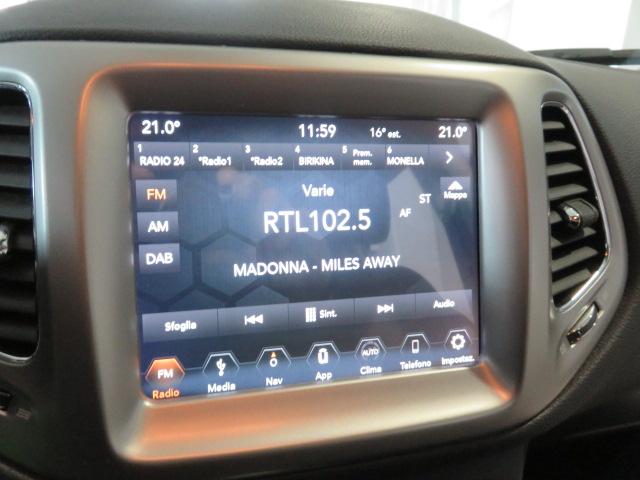 21.0° 11:59 16° est. 21.0°
1 RADIO 24 2 *Radio1 3 *Radio2 4 BIRIKINA 5 Prem. mem. 6 MONELLA
Varie
Mappe
FM
ST
RTL102.5
AF
AM
DAB
MADONNA - MILES AWAY
Sfoglia Sint. Audio
FM AUTO
Radio Media Nav App Clima Telefono Impostaz.